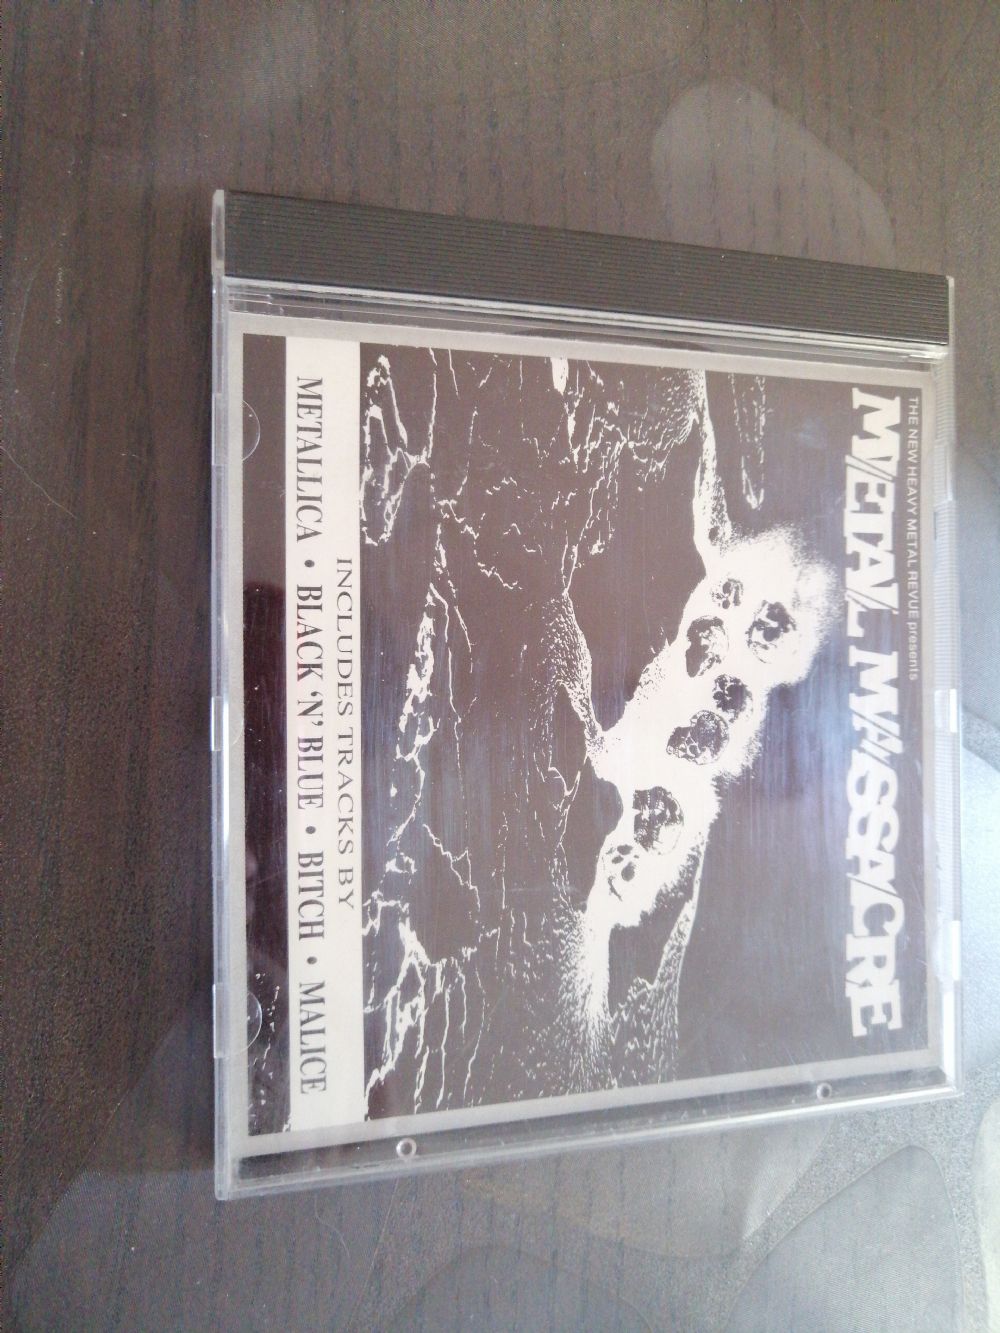 THE NEW HEAVY METAL REVUE presents
METAL MASSACRE
INCLUDES TRACKS BY
METALLICA • BLACK 'N' BLUE • BITCH • MALICE